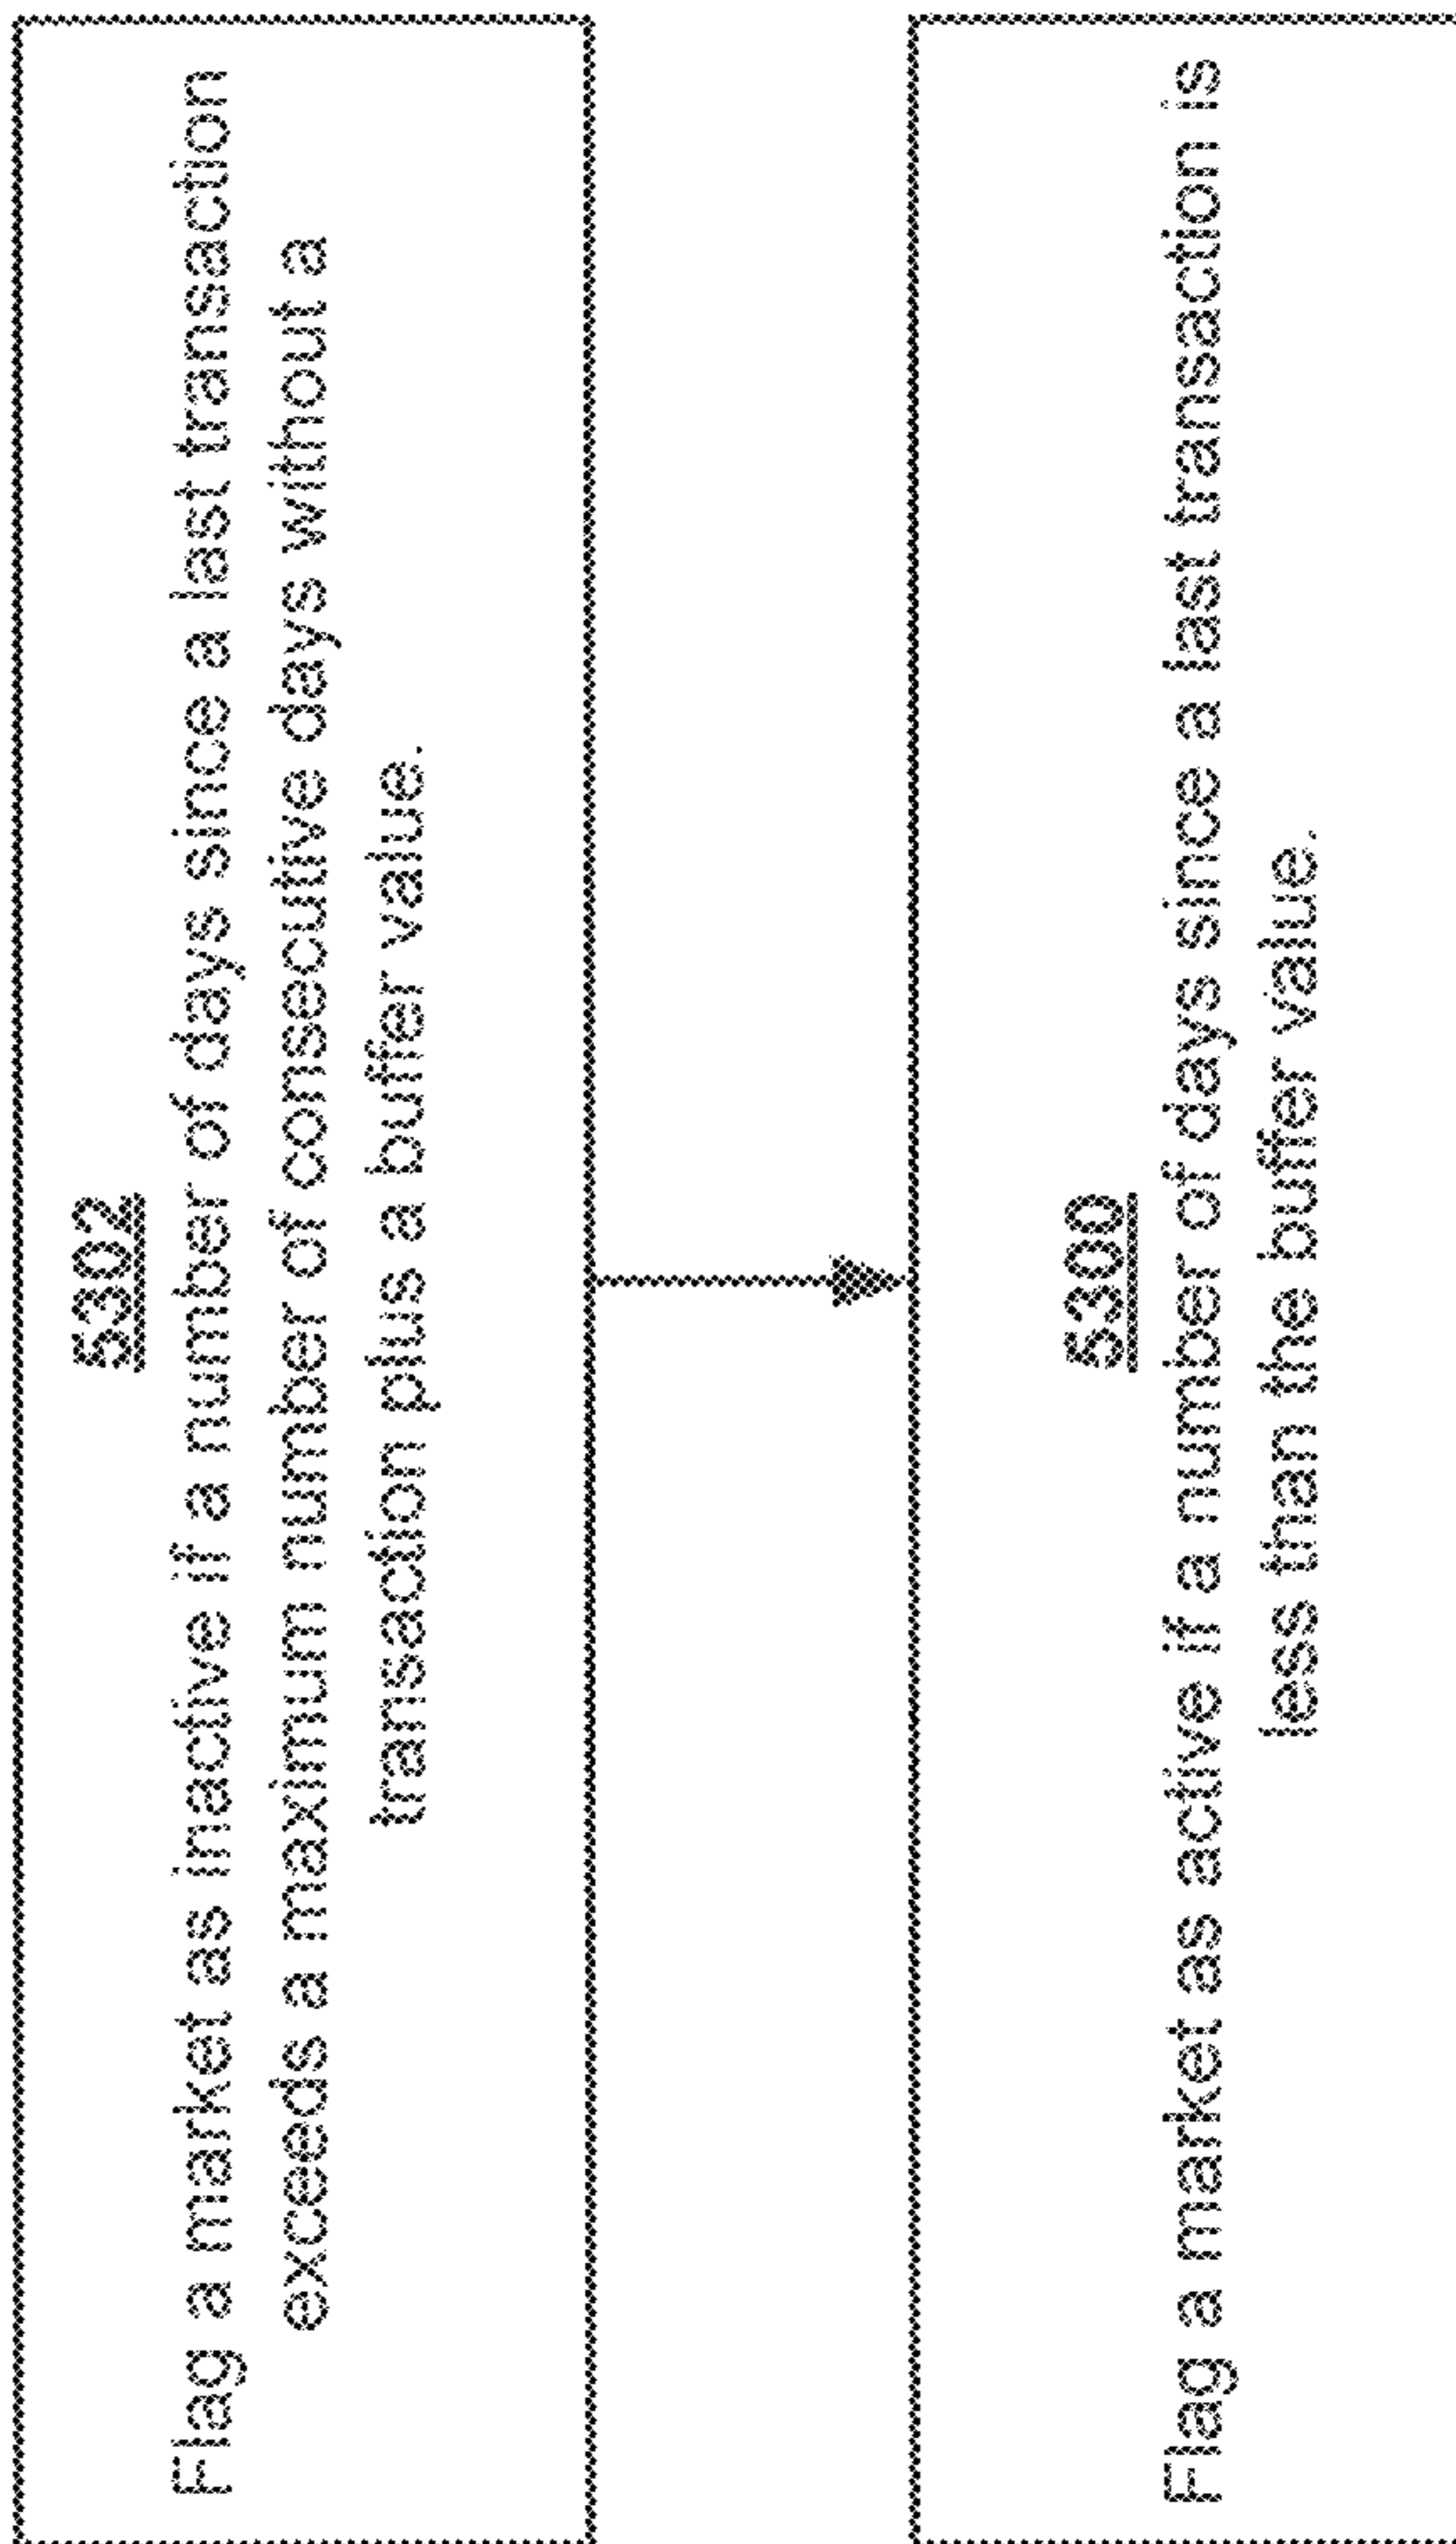 5302
Flag a market as inactive if a number of days since a last transaction
exceeds a maximum number of consecutive days without a
transaction plus a buffer value.
5300
Flag a market as active if a number of days since a last transaction is
less than the buffer value.